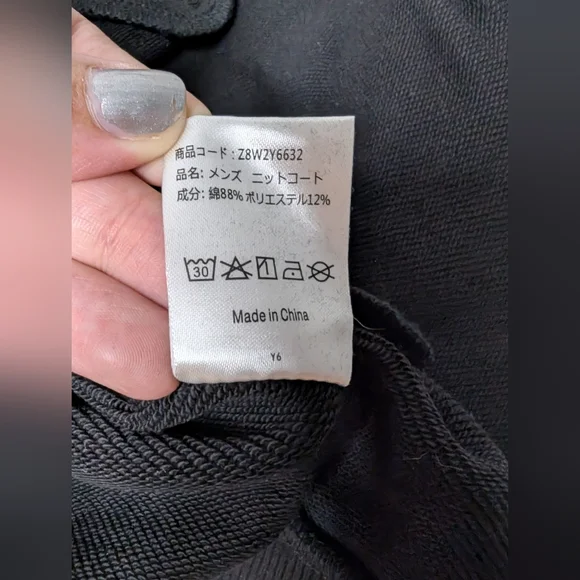 商品コード : Z8W2Y6632
品名: メンズ ニットコート
成分: 綿88% ポリエステル12%
30
Made in China
Y6